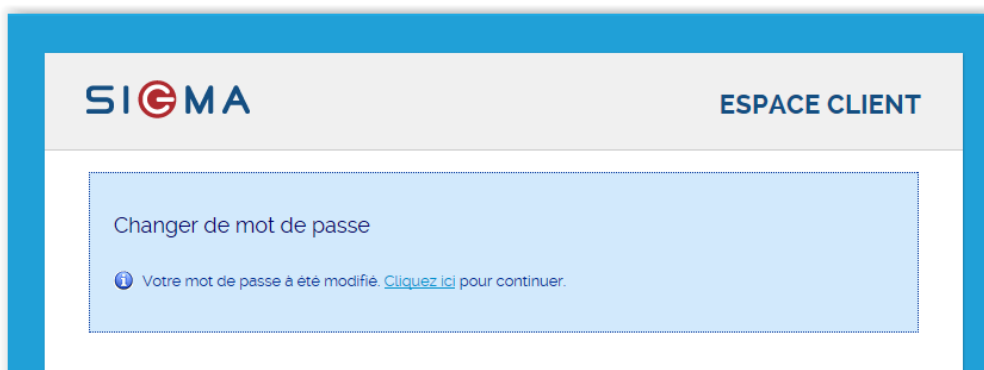 SIGMA
ESPACE CLIENT
Changer de mot de passe
Votre mot de passe à été modifié. Cliquez ici pour continuer.